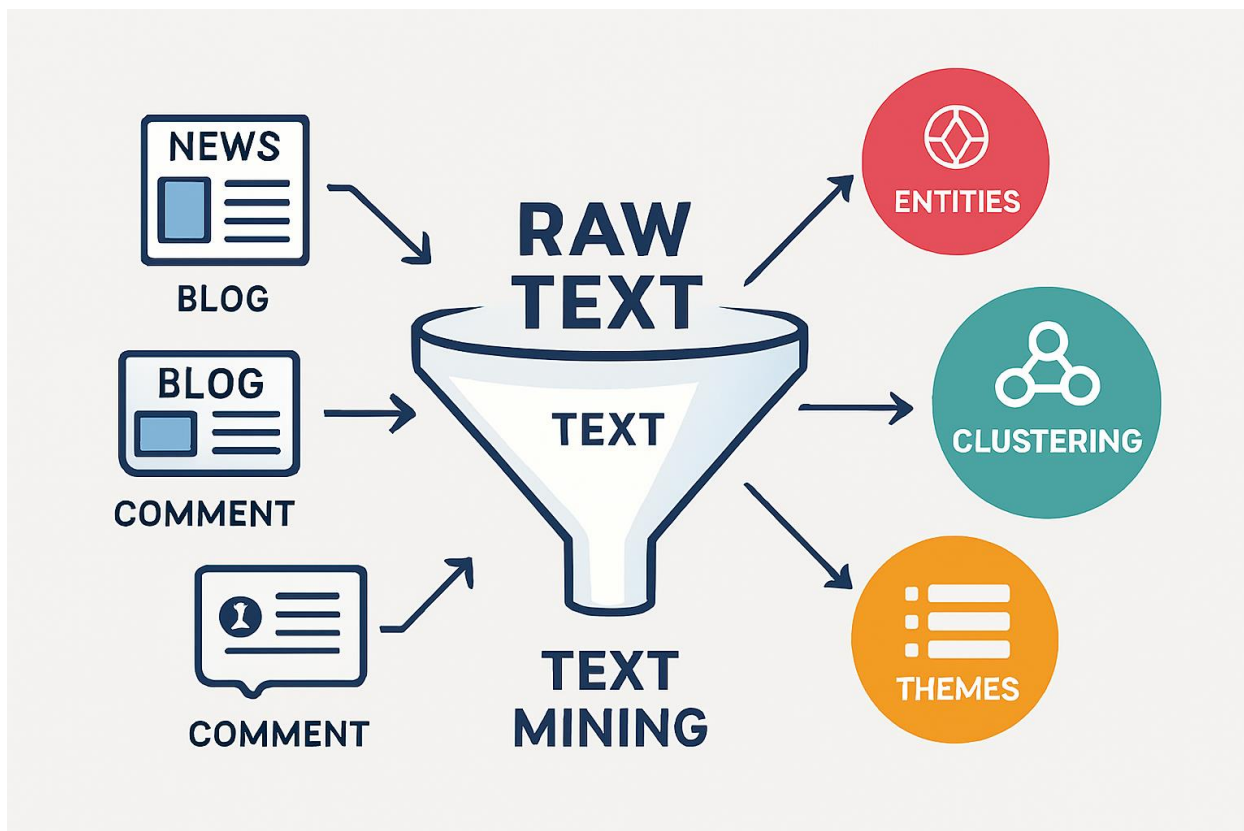 NEWS
BLOG
BLOG
COMMENT
COMMENT
RAW
TEXT
TEXT
TEXT
MINING
ENTITIES
CLUSTERING
THEMES